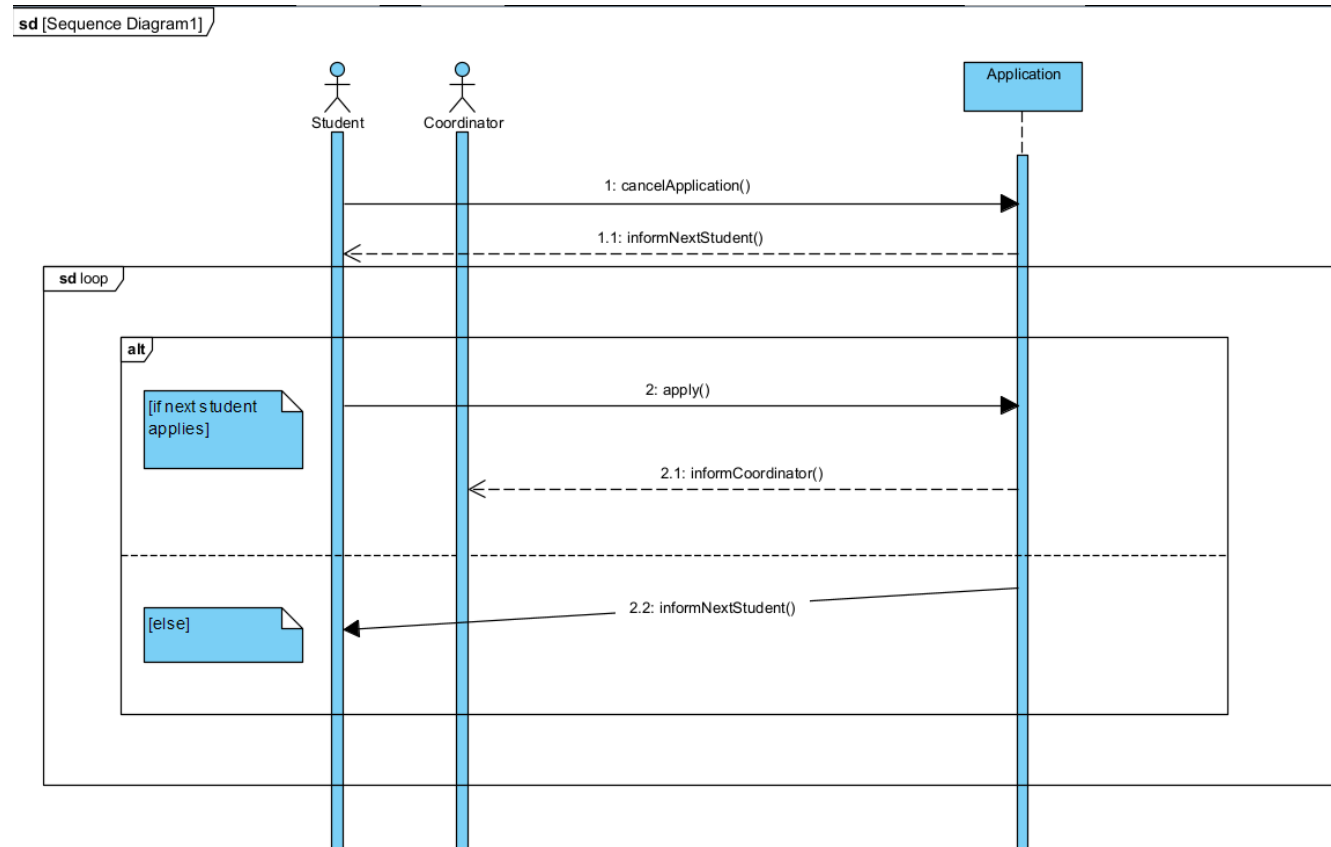 sd [Sequence Diagram1]
Application
Student
Coordinator
1: cancelApplication()
1.1: informNextStudent()
sd loop
alt
[if next student
applies]
2: apply()
2.1: informCoordinator()
2.2: informNextStudent()
[else]